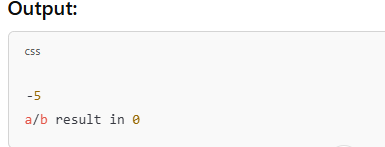 Output:
css
-5
a/b result in 0